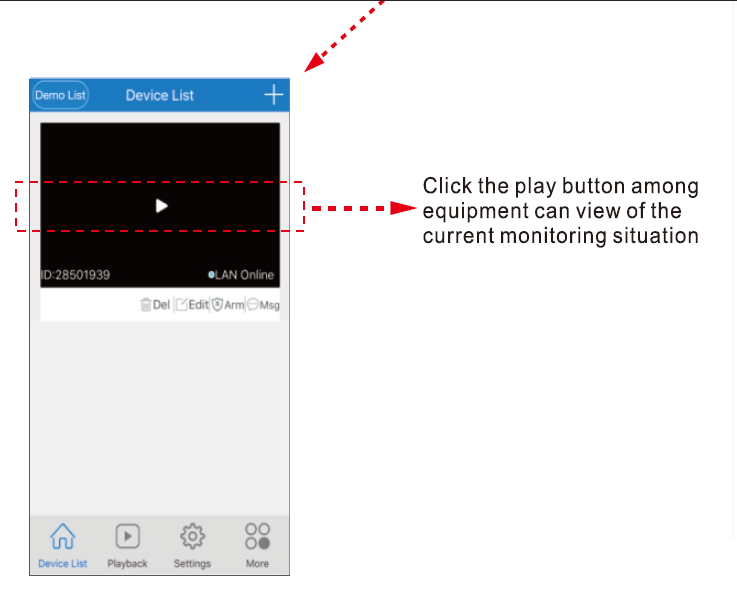 Demo List Device List
Click the play button among
equipment can view of the
current monitoring situation
ID:28501939 LAN Online
Del Edit Arm Msg
Device List Playback Settings More